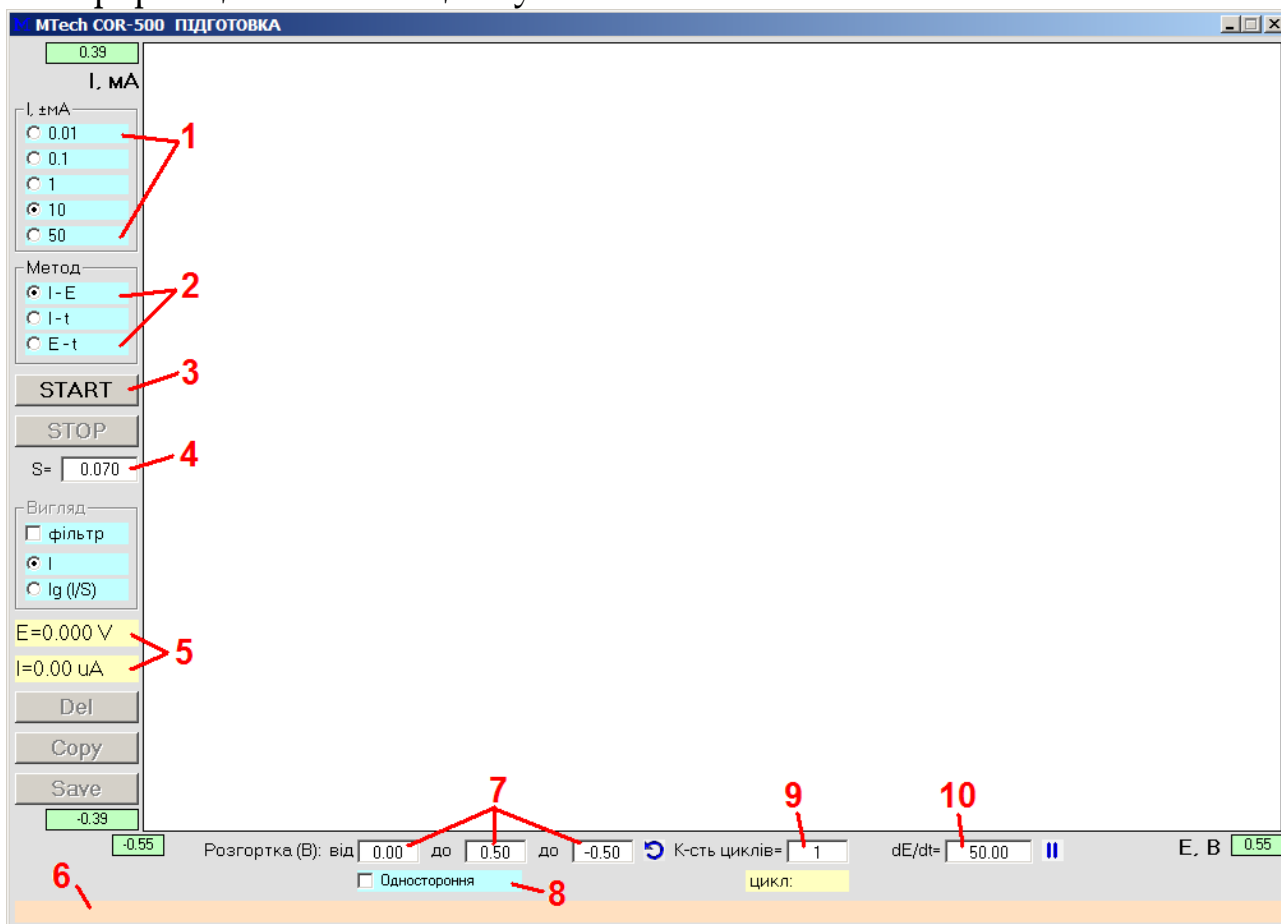 MTech COR-500 ПІДГОТОВКА
0.39
I, мА
I, ±мА
0.01
0.1
1
10
50
1
Метод
I - E
I - t
E - t
2
START
3
STOP
S= 0.070
4
Вигляд
фільтр
I
lg (I/S)
E=0.000 V
I=0.00 uA
5
Del
Copy
Save
-0.39
7
9
10
-0.55
Розгортка (В): від 0.00 до 0.50 до -0.50 К-сть циклів= 1 dE/dt= 50.00 E, В 0.55
6
Одностороння
8
цикл: